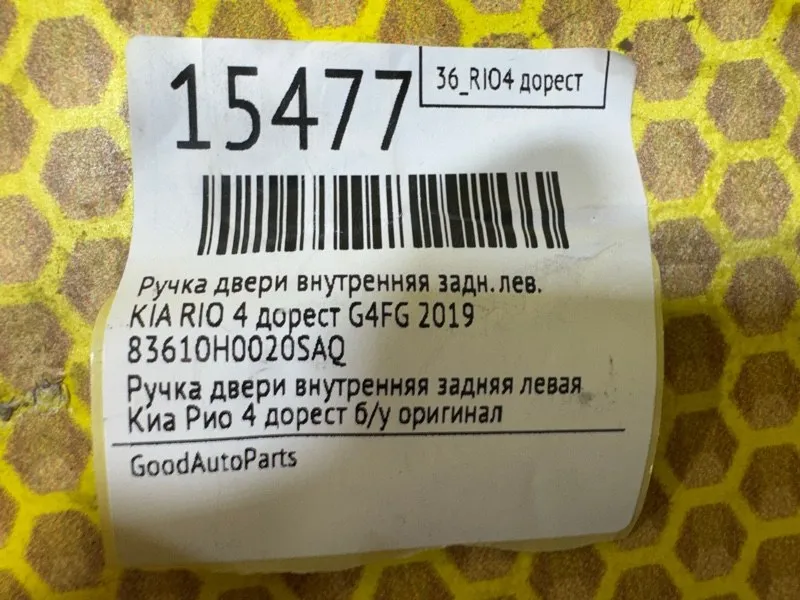 15477
36_RIO4 дорест
Ручка двери внутренняя задн.лев.
KIA RIO 4 дорест G4FG 2019
83610H0020SAQ
Ручка двери внутренняя задняя левая
Киа Рио 4 дорест б/у оригинал
GoodAutoParts